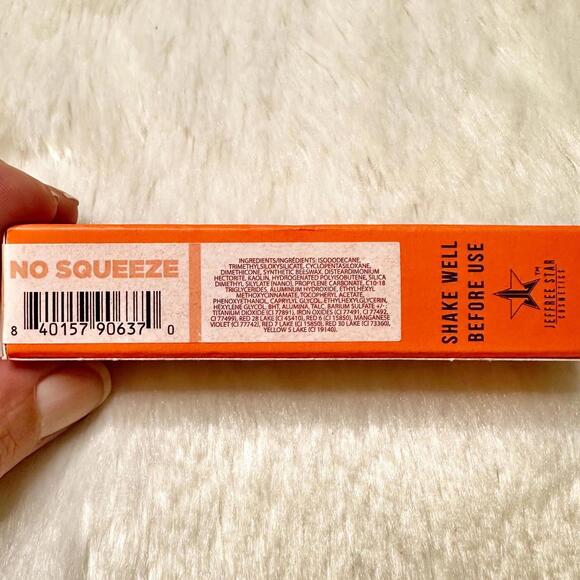 NO SQUEEZE
8 40157 90637 0
INGREDIENTS/INGRÉDIENTS: ISODODECANE,
TRIMETHYLSILOXYSILICATE, CYCLOPENTASILOXANE,
DIMETHICONE, SYNTHETIC BEESWAX, DISTEARDIMONIUM
HECTORITE, KAOLIN, HYDROGENATED POLYISOBUTENE, SILICA
DIMETHYL SILYLATE [NANO], PROPYLENE CARBONATE, C10-18
TRIGLYCERIDES, ALUMINUM HYDROXIDE, ETHYLHEXYL
METHOXYCINNAMATE, TOCOPHERYL ACETATE,
PHENOXYETHANOL, CAPRYLYL GLYCOL, ETHYLHEXYLGLYCERIN,
HEXYLENE GLYCOL, BHT, ALUMINA, TALC, BARIUM SULFATE +/-:
TITANIUM DIOXIDE (CI 77891), IRON OXIDES (CI 77491, CI 77492,
CI 77499), RED 28 LAKE (CI 45410), RED 6 (CI 15850), MANGANESE
VIOLET (CI 77742), RED 7 LAKE (CI 15850), RED 30 LAKE (CI 73360),
YELLOW 5 LAKE (CI 19140).
SHAKE WELL
BEFORE USE
TM
JEFFREE STAR
COSMETICS